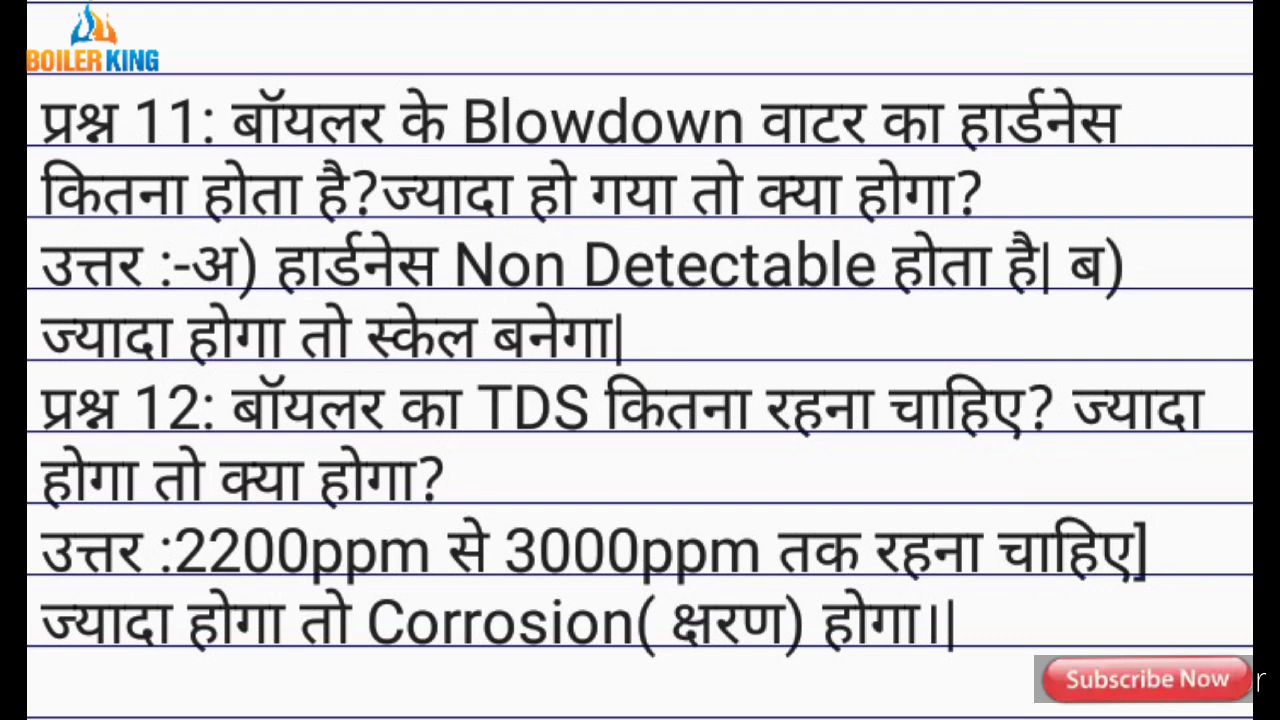 BOILER KING
प्रश्न 11: बॉयलर के Blowdown वाटर का हार्डनेस
कितना होता है?ज्यादा हो गया तो क्या होगा?
उत्तर :-अ) हार्डनेस Non Detectable होता है| ब)
ज्यादा होगा तो स्केल बनेगा|
प्रश्न 12: बॉयलर का TDS कितना रहना चाहिए? ज्यादा
होगा तो क्या होगा?
उत्तर :2200ppm से 3000ppm तक रहना चाहिए]
ज्यादा होगा तो Corrosion( क्षरण) होगा।|
Subscribe Now